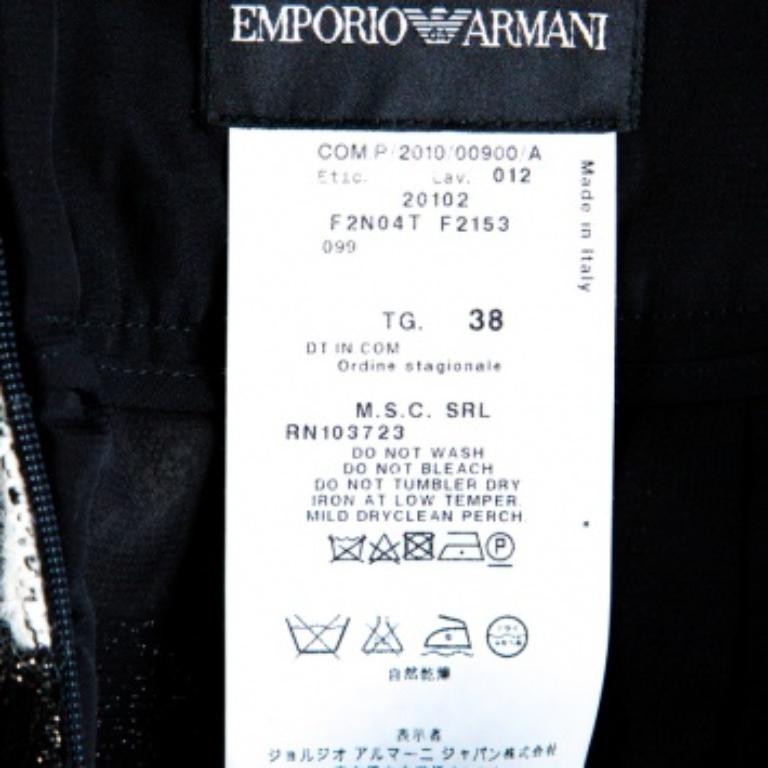 EMPORIO ARMANI
COM P/2010/00900/A
Etic. Lav. 012
20102
F2N04T F2153
099
Made in Italy
TG. 38
DT IN COM
Ordine stagionale
M.S.C. SRL
RN103723
DO NOT WASH
DO NOT BLEACH
DO NOT TUMBLER DRY
IRON AT LOW TEMPER.
MILD DRYCLEAN PERCH.
P
自然乾燥
表示者
ジョルジオ アルマーニ ジャパン株式会社